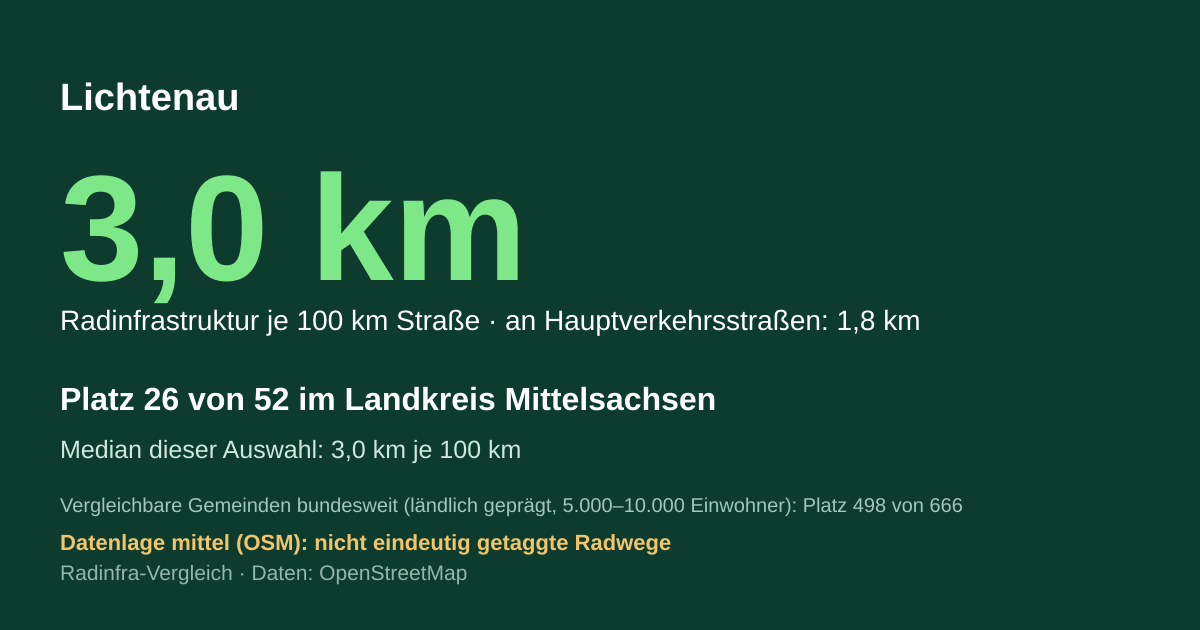 Lichtenau
3,0 km
Radinfrastruktur je 100 km Straße · an Hauptverkehrsstraßen: 1,8 km
Platz 26 von 52 im Landkreis Mittelsachsen
Median dieser Auswahl: 3,0 km je 100 km
Vergleichbare Gemeinden bundesweit (ländlich geprägt, 5.000–10.000 Einwohner): Platz 498 von 666
Datenlage mittel (OSM): nicht eindeutig getaggte Radwege
Radinfra-Vergleich · Daten: OpenStreetMap